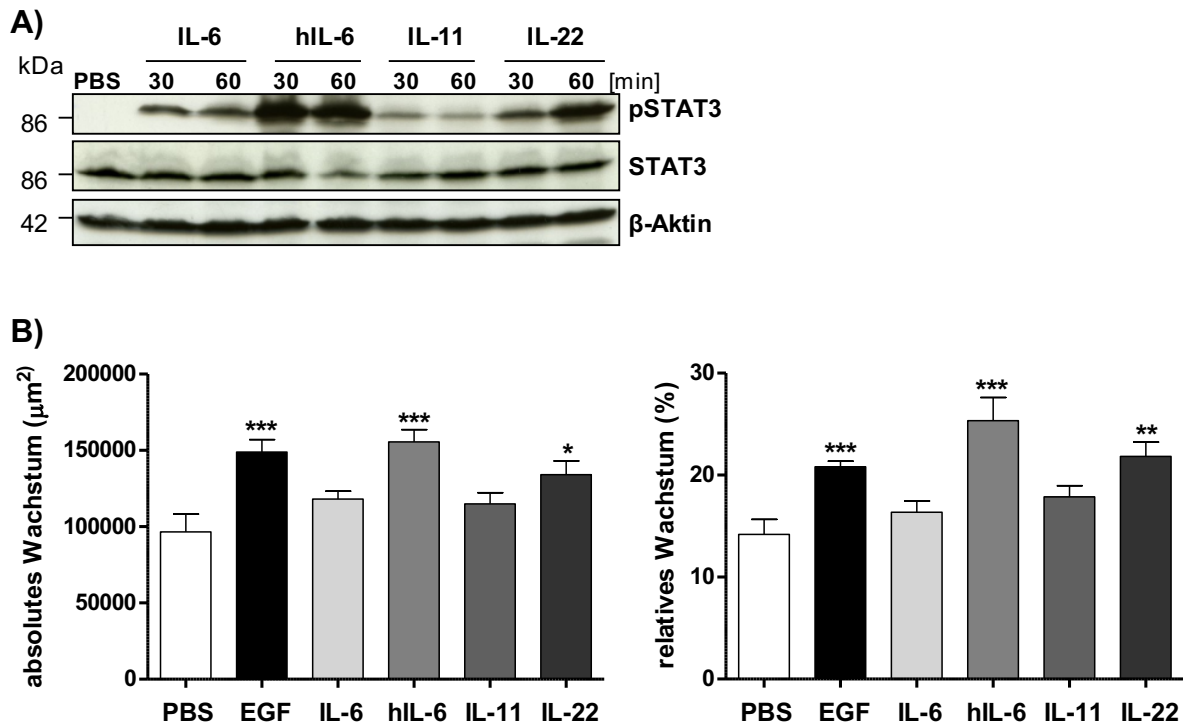 A)
IL-6 hIL-6 IL-11 IL-22
kDa
PBS 30 60 30 60 30 60 30 60 [min]
86 pSTAT3
86 STAT3
42 β-Aktin
B)
absolutes Wachstum (μm²)
200000
150000
100000
50000
0
*** *** *
PBS EGF IL-6 hIL-6 IL-11 IL-22
relatives Wachstum (%)
30
20
10
0
*** *** **
PBS EGF IL-6 hIL-6 IL-11 IL-22